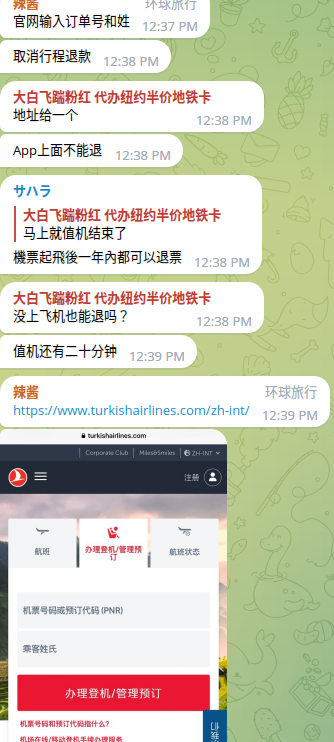 辣酱 环球旅行
官网输入订单号和姓 12:37 PM
取消行程退款 12:38 PM
大白飞踹粉红 代办纽约半价地铁卡
地址给一个 12:38 PM
App上面不能退 12:38 PM
サハラ
大白飞踹粉红 代办纽约半价地铁卡
马上就值机结束了
機票起飛後一年內都可以退票 12:38 PM
大白飞踹粉红 代办纽约半价地铁卡
没上飞机也能退吗？ 12:38 PM
值机还有二十分钟 12:39 PM
辣酱 环球旅行
https://www.turkishairlines.com/zh-int/ 12:39 PM
turkishairlines.com
Corporate Club Miles&Smiles ZH-INT
注册
航班
办理登机/管理预订
航班状态
机票号码或预订代码 (PNR)
乘客姓氏
办理登机/管理预订
机票号码和预订代码指什么?
机场在线/移动登机手续办理服务